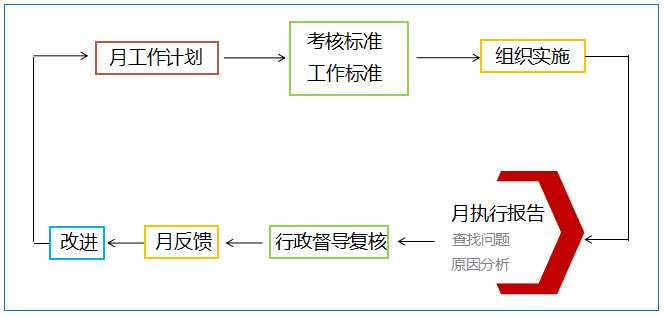 月工作计划
考核标准
工作标准
组织实施
月执行报告
查找问题
原因分析
行政督导复核
月反馈
改进